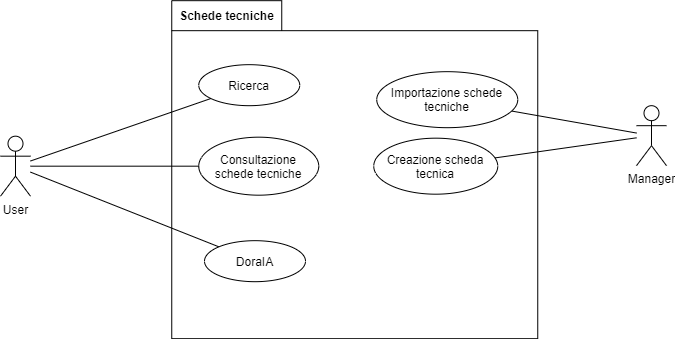 Schede tecniche
Ricerca
Importazione schede
tecniche
Consultazione
schede tecniche
Creazione scheda
tecnica
User
Manager
DoraIA